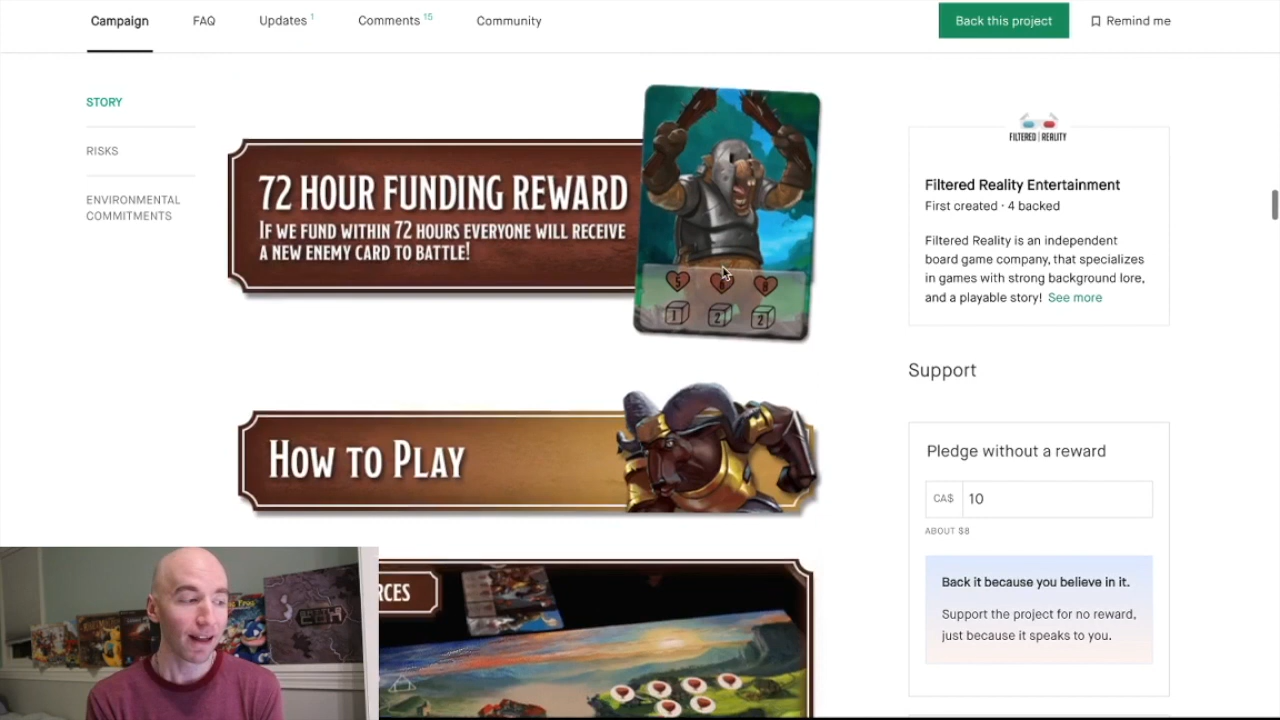 Campaign
FAQ
Updates 1
Comments 15
Community
Back this project
Remind me
STORY
RISKS
ENVIRONMENTAL
COMMITMENTS
72 HOUR FUNDING REWARD
IF WE FUND WITHIN 72 HOURS EVERYONE WILL RECEIVE
A NEW ENEMY CARD TO BATTLE!
5
8
1 2 2
HOW TO PLAY
RCES
FILTERED | REALITY
Filtered Reality Entertainment
First created · 4 backed
Filtered Reality is an independent
board game company, that specializes
in games with strong background lore,
and a playable story! See more
Support
Pledge without a reward
CA$ 10
ABOUT $8
Back it because you believe in it.
Support the project for no reward,
just because it speaks to you.